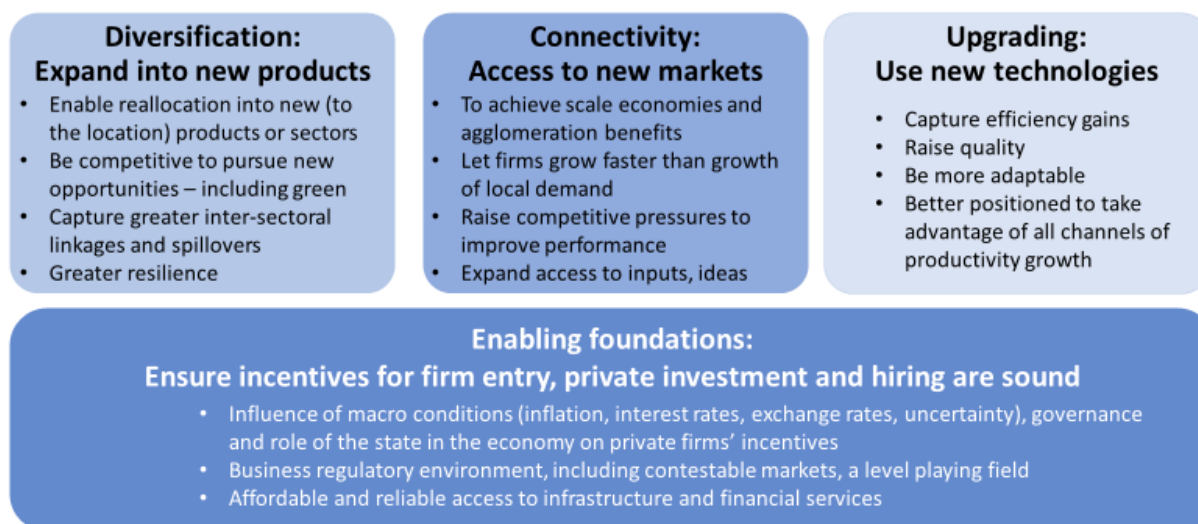 Diversification:
Expand into new products
• Enable reallocation into new (to
the location) products or sectors
• Be competitive to pursue new
opportunities – including green
• Capture greater inter-sectoral
linkages and spillovers
• Greater resilience
Connectivity:
Access to new markets
• To achieve scale economies and
agglomeration benefits
• Let firms grow faster than growth
of local demand
• Raise competitive pressures to
improve performance
• Expand access to inputs, ideas
Upgrading:
Use new technologies
• Capture efficiency gains
• Raise quality
• Be more adaptable
• Better positioned to take
advantage of all channels of
productivity growth
Enabling foundations:
Ensure incentives for firm entry, private investment and hiring are sound
• Influence of macro conditions (inflation, interest rates, exchange rates, uncertainty), governance
and role of the state in the economy on private firms’ incentives
• Business regulatory environment, including contestable markets, a level playing field
• Affordable and reliable access to infrastructure and financial services